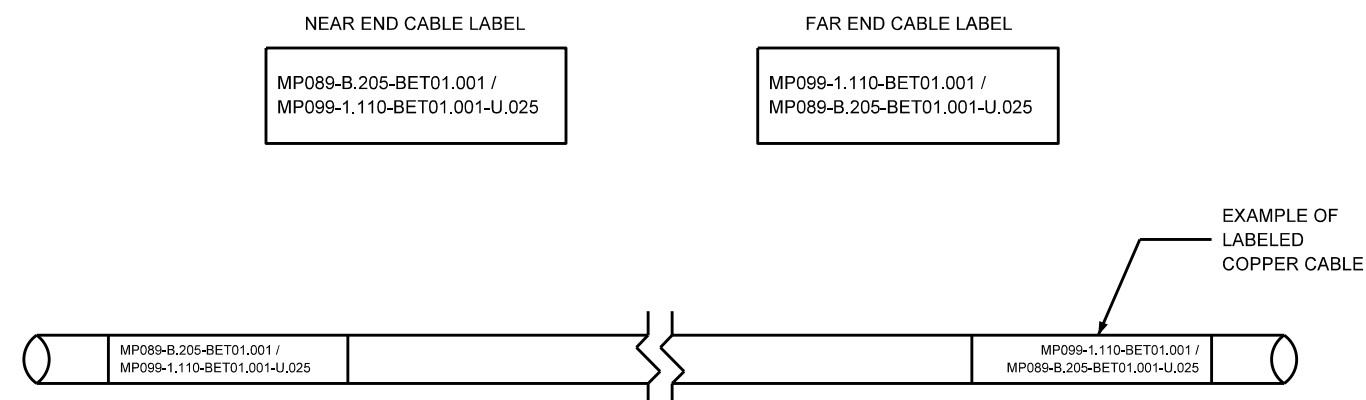 NEAR END CABLE LABEL
FAR END CABLE LABEL
MP089-B.205-BET01.001 /
MP099-1.110-BET01.001-U.025
MP099-1.110-BET01.001 /
MP089-B.205-BET01.001-U.025
EXAMPLE OF
LABELED
COPPER CABLE
MP089-B.205-BET01.001 /
MP099-1.110-BET01.001-U.025
MP099-1.110-BET01.001 /
MP089-B.205-BET01.001-U.025